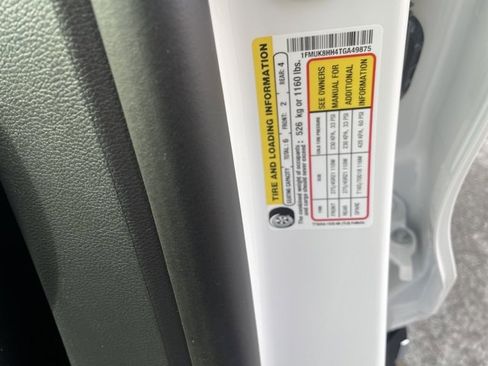 1FMUK8HH4TGA49875
TIRE AND LOADING INFORMATION
SEATING CAPACITY TOTAL: 6 FRONT: 2 REAR: 4
The combined weight of occupants and cargo should never exceed: 526 kg or 1160 lbs.
TIRE SIZE COLD TIRE PRESSURE
FRONT 230 KPA, 33 PSI
REAR 230 KPA, 33 PSI
SPARE 420 KPA, 60 PSI
SEE OWNERS
MANUAL FOR
ADDITIONAL
INFORMATION